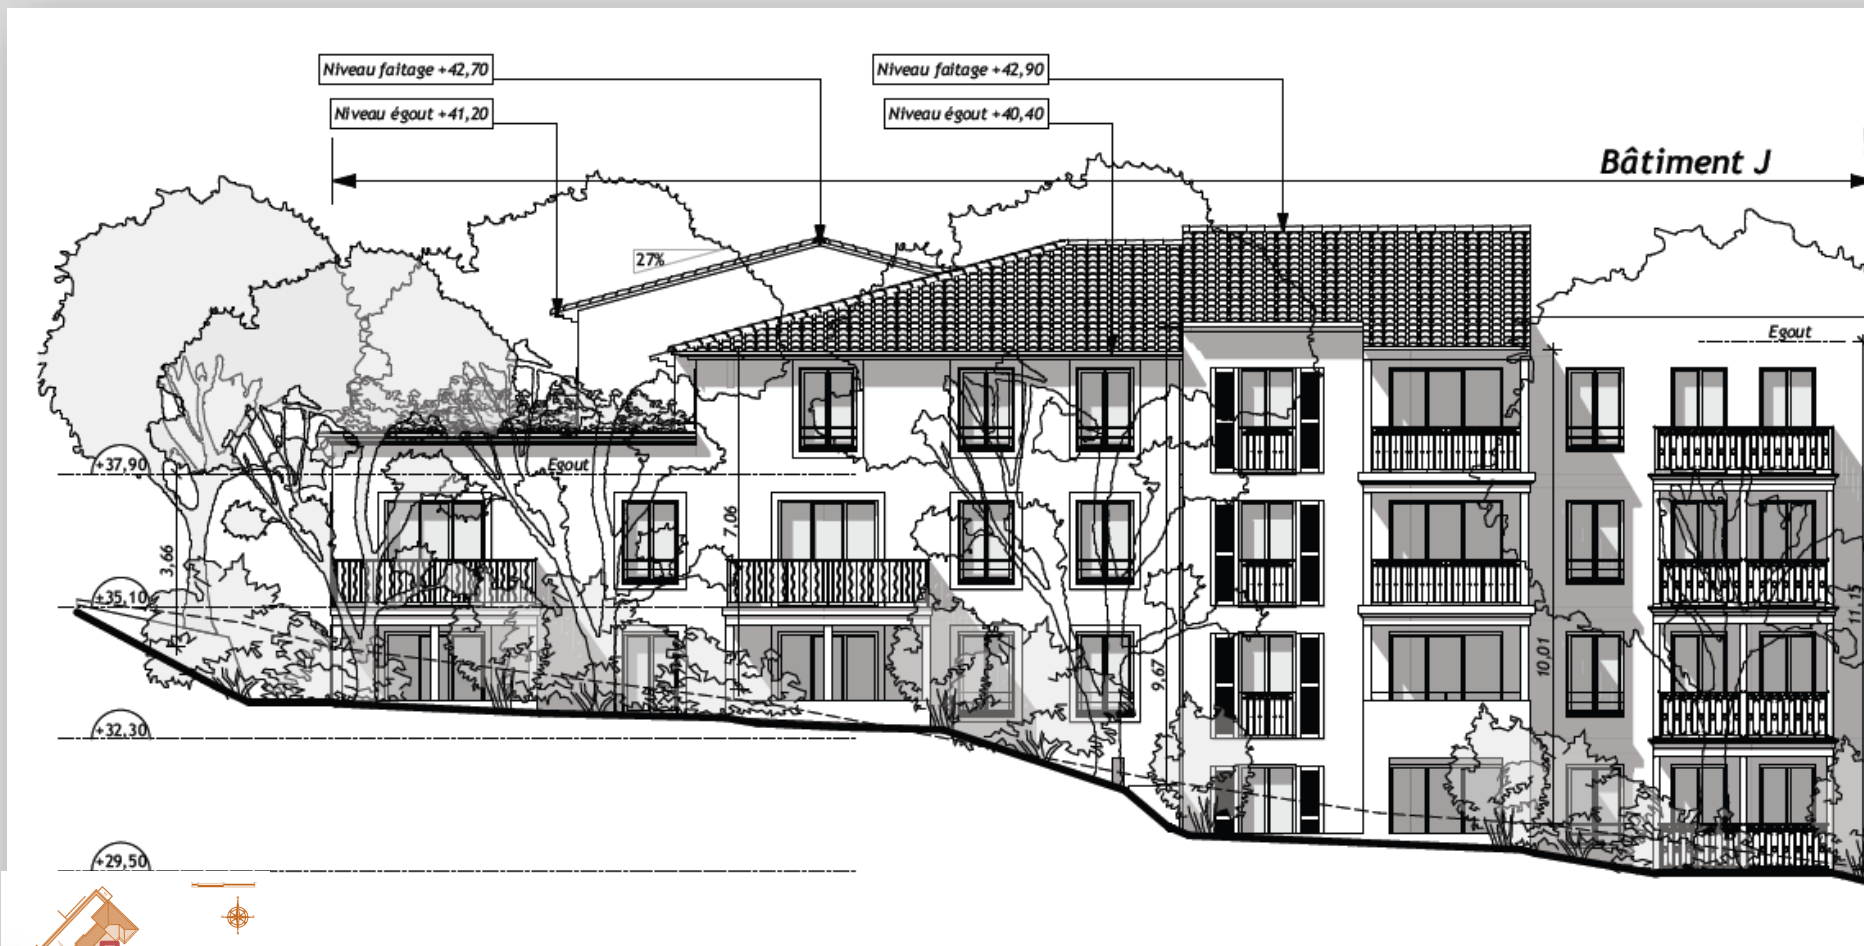 Niveau faitage +42,70
Niveau faitage +42,90
Niveau égout +41,20
Niveau égout +40,40
Bâtiment J
27%
Egout
+37,90
Egout
7,06
3,66
+35,10
11,15
10,01
9,67
+32,30
+29,50